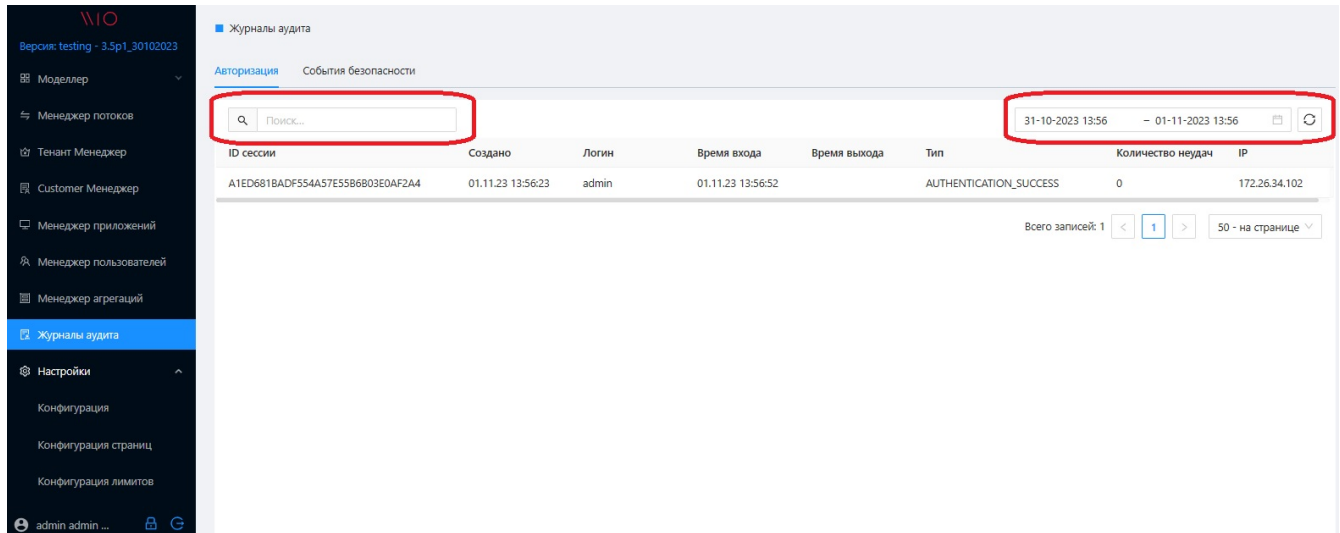 \\IO
Версия: testing - 3.5p1_30102023
Моделлер
Менеджер потоков
Тенант Менеджер
Customer Менеджер
Менеджер приложений
Менеджер пользователей
Менеджер агрегаций
Журналы аудита
Настройки
Конфигурация
Конфигурация страниц
Конфигурация лимитов
admin admin ...
Журналы аудита
Авторизация События безопасности
Поиск... 31-10-2023 13:56 – 01-11-2023 13:56
ID сессии Создано Логин Время входа Время выхода Тип Количество неудач IP
A1ED681BADF554A57E55B6B03E0AF2A4 01.11.23 13:56:23 admin 01.11.23 13:56:52 AUTHENTICATION_SUCCESS 0 172.26.34.102
Всего записей: 1 < 1 > 50 - на странице